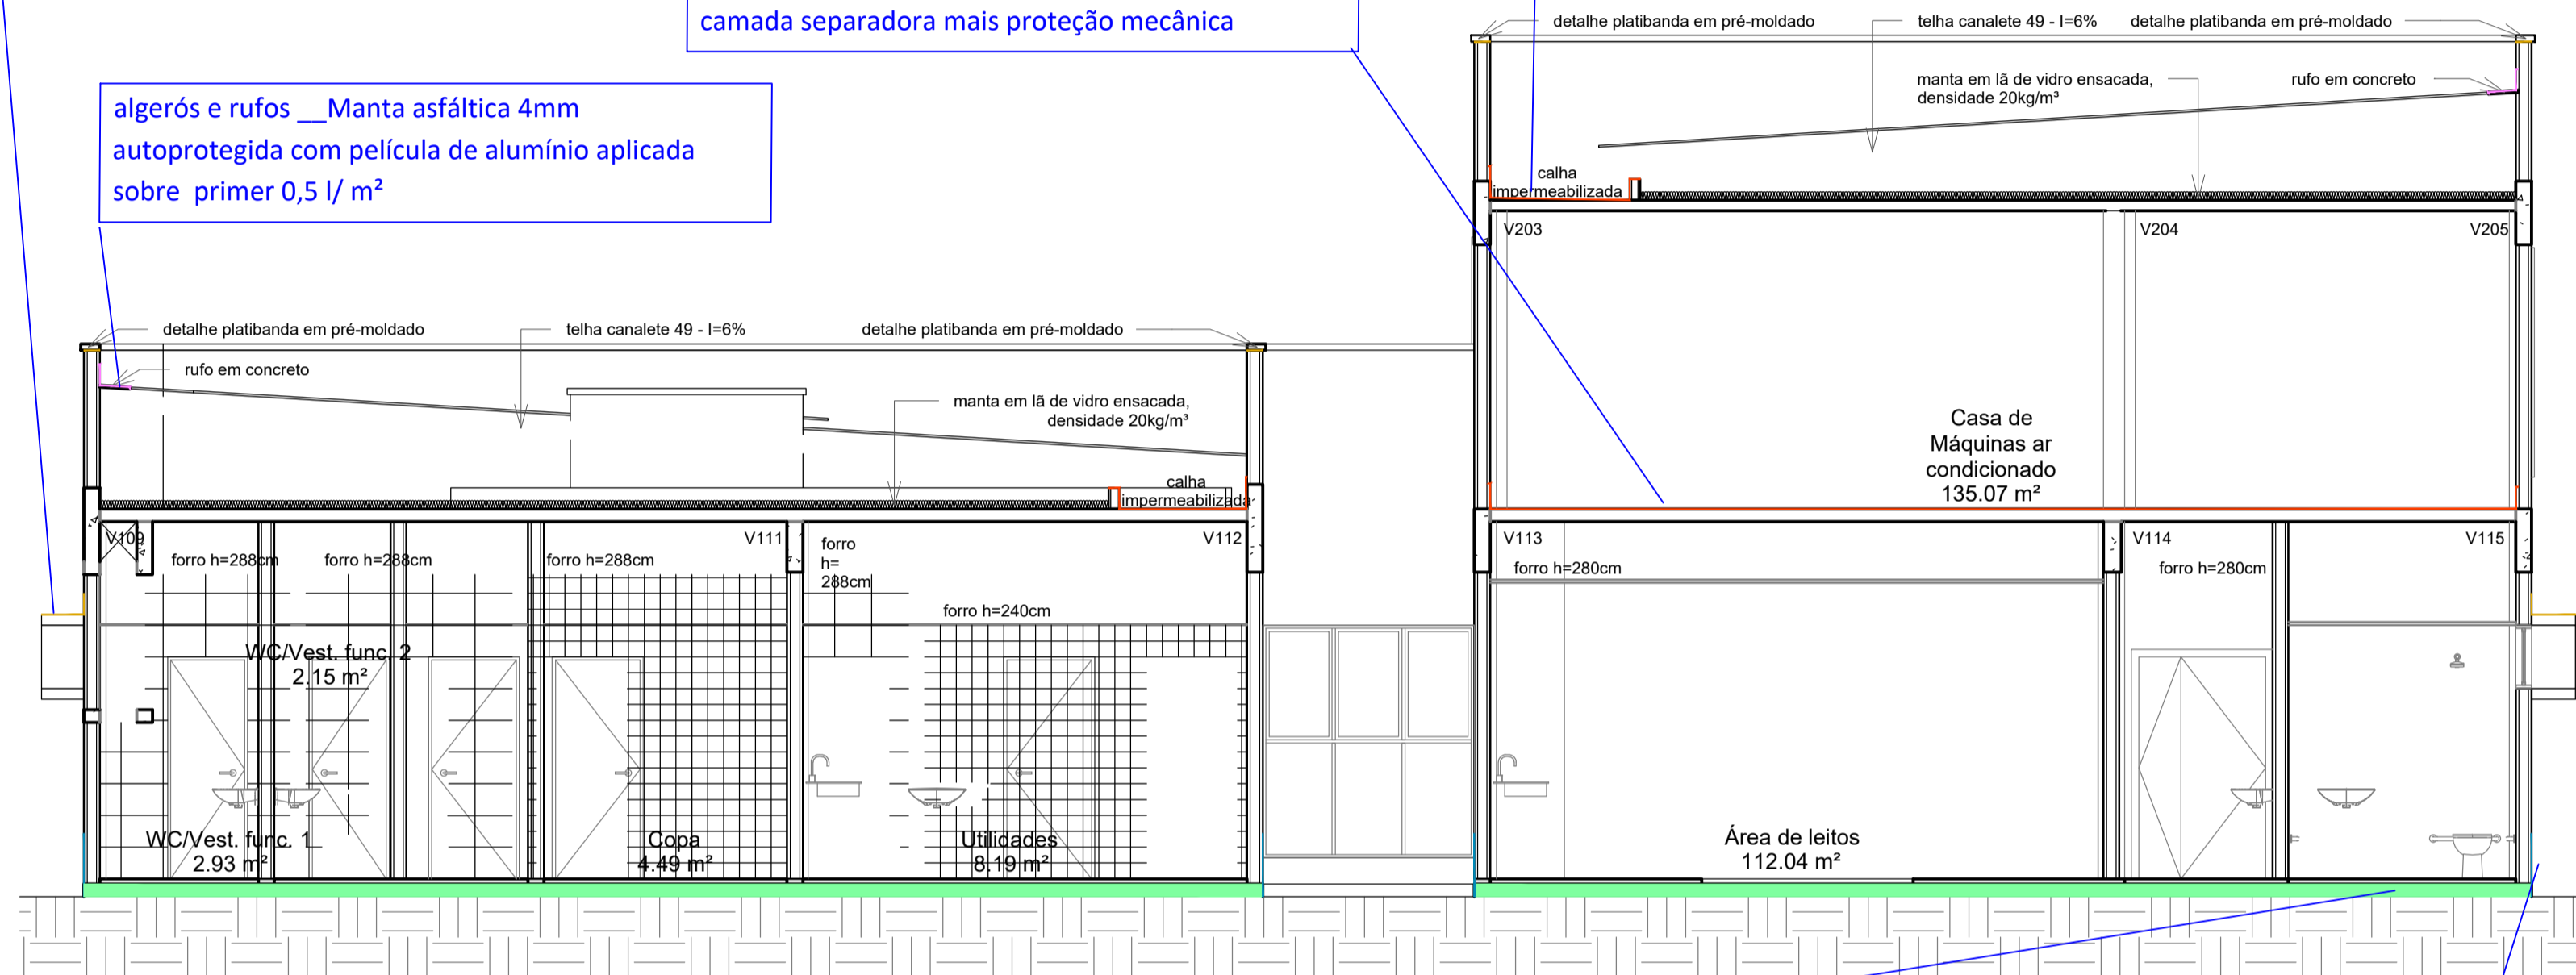 camada separadora mais proteção mecânica
detalhe platibanda em pré-moldado
telha canalete 49 - I=6%
detalhe platibanda em pré-moldado
manta em lã de vidro ensacada,
densidade 20kg/m³
rufo em concreto
algerós e rufos __Manta asfáltica 4mm
autoprotegida com película de alumínio aplicada
sobre primer 0,5 l/ m²
calha
impermeabilizada
V203
V204
V205
detalhe platibanda em pré-moldado
telha canalete 49 - I=6%
detalhe platibanda em pré-moldado
rufo em concreto
manta em lã de vidro ensacada,
densidade 20kg/m³
Casa de
Máquinas ar
condicionado
135.07 m²
calha
impermeabilizada
V109
V111
V112
V113
V114
V115
forro h=288cm
forro h=288cm
forro h=288cm
forro
h=
288cm
forro h=280cm
forro h=280cm
forro h=240cm
WC/Vest. func. 2
2.15 m²
WC/Vest. func. 1
2.93 m²
Copa
4.49 m²
Utilidades
8.19 m²
Área de leitos
112.04 m²